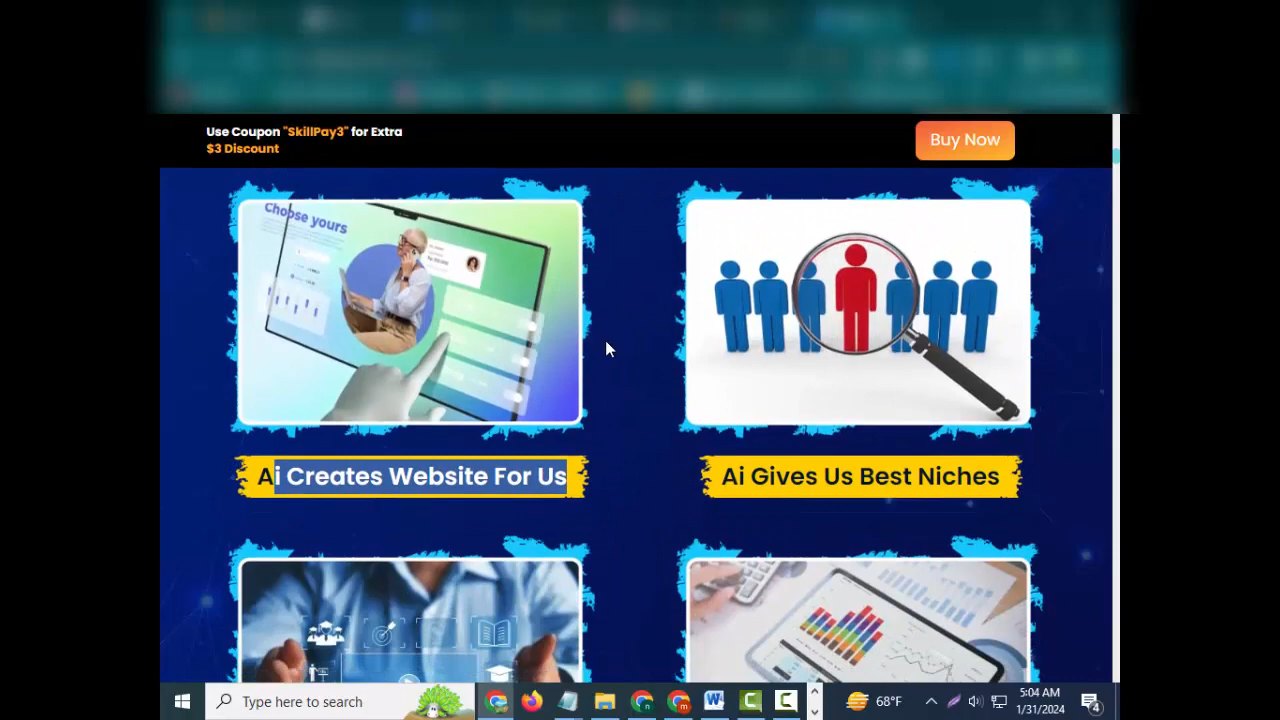 Use Coupon "SkillPay3" for Extra
$3 Discount
Buy Now
Choose yours
Ai Creates Website For Us
Ai Gives Us Best Niches
Type here to search
68°F
5:04 AM
1/31/2024
4